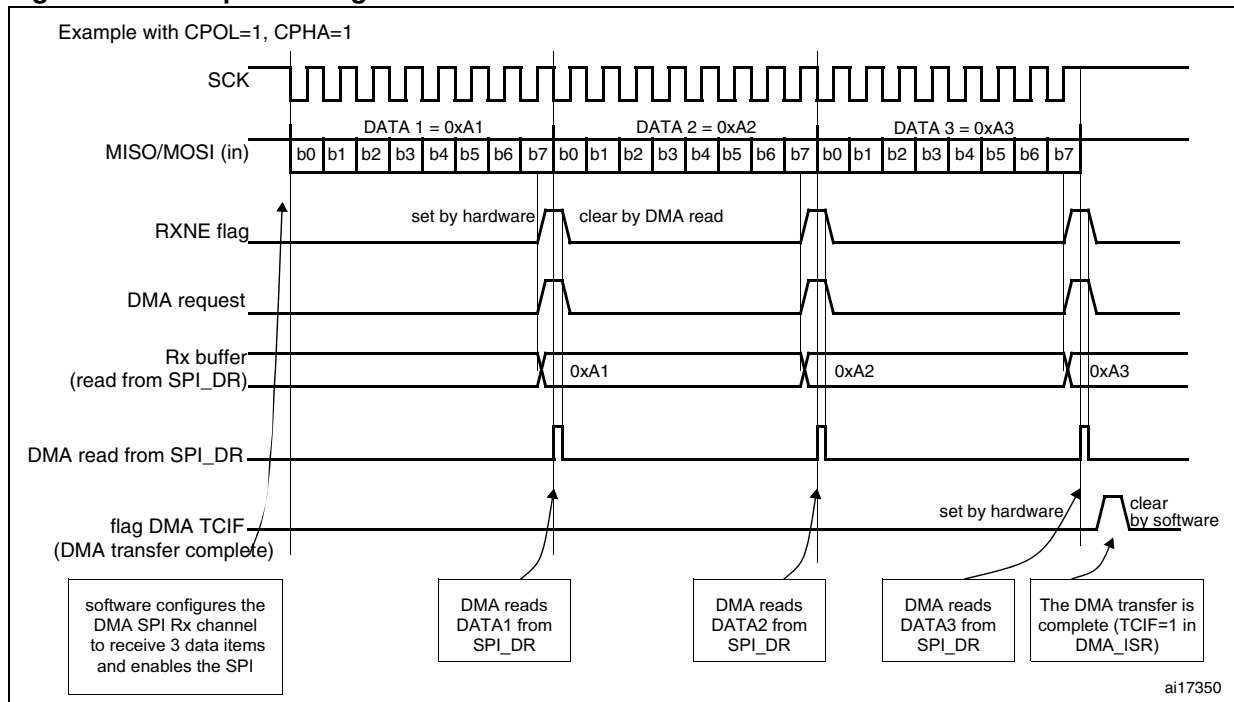 Example with CPOL=1, CPHA=1
SCK
DATA 1 = 0xA1
DATA 2 = 0xA2
DATA 3 = 0xA3
MISO/MOSI (in)
b0 b1 b2 b3 b4 b5 b6 b7 b0 b1 b2 b3 b4 b5 b6 b7 b0 b1 b2 b3 b4 b5 b6 b7
set by hardware
clear by DMA read
RXNE flag
DMA request
Rx buffer
(read from SPI_DR)
0xA1
0xA2
0xA3
DMA read from SPI_DR
flag DMA TCIF
(DMA transfer complete)
set by hardware
clear
by software
software configures the
DMA SPI Rx channel
to receive 3 data items
and enables the SPI
DMA reads
DATA1 from
SPI_DR
DMA reads
DATA2 from
SPI_DR
DMA reads
DATA3 from
SPI_DR
The DMA transfer is
complete (TCIF=1 in
DMA_ISR)
ai17350